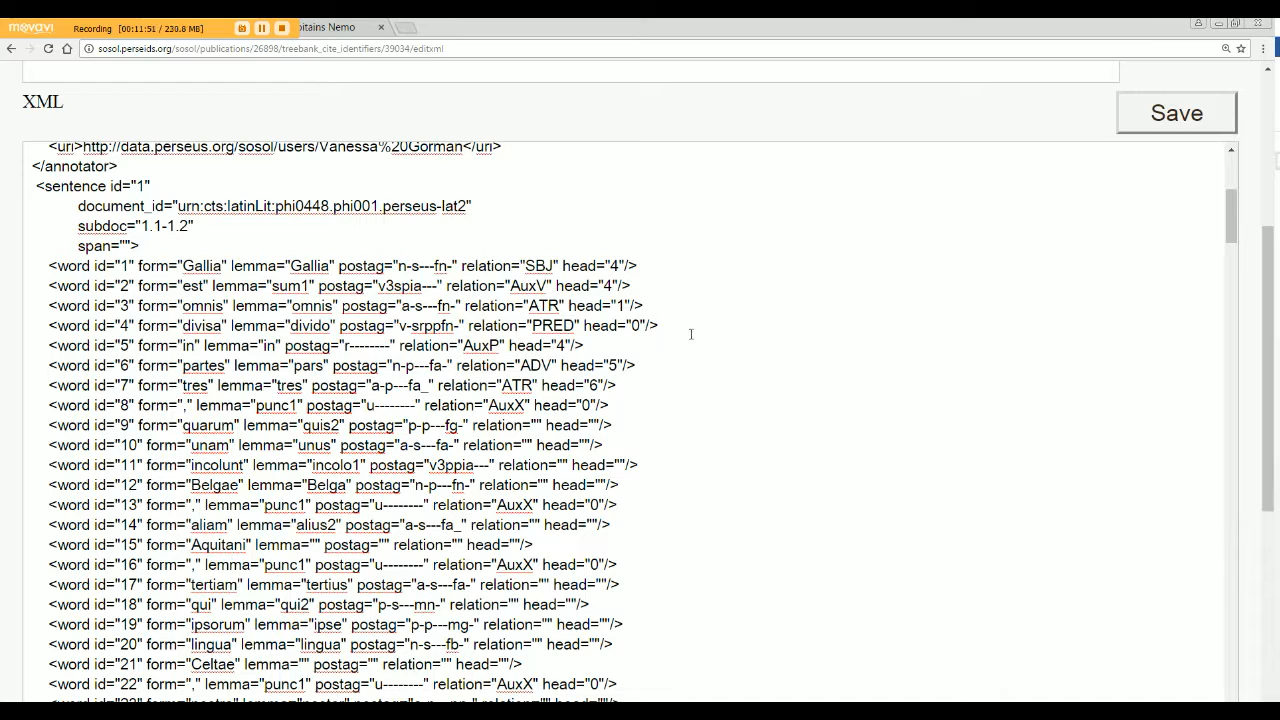 movavi Recording [00:11:51 / 230.8 MB] pitains Nemo
sosol.perseids.org/sosol/publications/26898/treebank_cite_identifiers/39034/editxml
XML
Save
<uri>http://data.perseus.org/sosol/users/Vanessa%20Gorman</uri>
</annotator>
<sentence id="1"
document_id="urn:cts:latinLit:phi0448.phi001.perseus-lat2"
subdoc="1.1-1.2"
span="">
<word id="1" form="Gallia" lemma="Gallia" postag="n-s---fn-" relation="SBJ" head="4"/>
<word id="2" form="est" lemma="sum1" postag="v3spia---" relation="AuxV" head="4"/>
<word id="3" form="omnis" lemma="omnis" postag="a-s---fn-" relation="ATR" head="1"/>
<word id="4" form="divisa" lemma="divido" postag="v-srppfn-" relation="PRED" head="0"/>
<word id="5" form="in" lemma="in" postag="r--------" relation="AuxP" head="4"/>
<word id="6" form="partes" lemma="pars" postag="n-p---fa-" relation="ADV" head="5"/>
<word id="7" form="tres" lemma="tres" postag="a-p---fa_" relation="ATR" head="6"/>
<word id="8" form="," lemma="punc1" postag="u--------" relation="AuxX" head="0"/>
<word id="9" form="quarum" lemma="quis2" postag="p-p---fg-" relation="" head=""/>
<word id="10" form="unam" lemma="unus" postag="a-s---fa-" relation="" head=""/>
<word id="11" form="incolunt" lemma="incolo1" postag="v3ppia---" relation="" head=""/>
<word id="12" form="Belgae" lemma="Belga" postag="n-p---fn-" relation="" head=""/>
<word id="13" form="," lemma="punc1" postag="u--------" relation="AuxX" head="0"/>
<word id="14" form="aliam" lemma="alius2" postag="a-s---fa_" relation="" head=""/>
<word id="15" form="Aquitani" lemma="" postag="" relation="" head=""/>
<word id="16" form="," lemma="punc1" postag="u--------" relation="AuxX" head="0"/>
<word id="17" form="tertiam" lemma="tertius" postag="a-s---fa-" relation="" head=""/>
<word id="18" form="qui" lemma="qui2" postag="p-s---mn-" relation="" head=""/>
<word id="19" form="ipsorum" lemma="ipse" postag="p-p---mg-" relation="" head=""/>
<word id="20" form="lingua" lemma="lingua" postag="n-s---fb-" relation="" head=""/>
<word id="21" form="Celtae" lemma="" postag="" relation="" head=""/>
<word id="22" form="," lemma="punc1" postag="u--------" relation="AuxX" head="0"/>